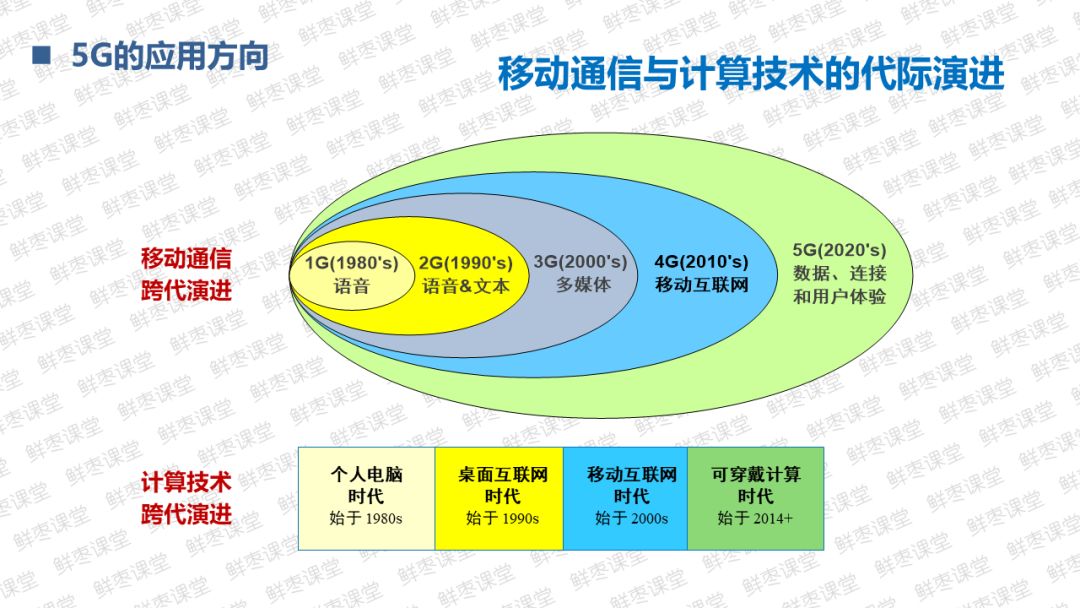 5G的应用方向
移动通信与计算技术的代际演进
移动通信
跨代演进
1G(1980's)
语音
2G(1990's)
语音&文本
3G(2000's)
多媒体
4G(2010's)
移动互联网
5G(2020's)
数据、连接
和用户体验
计算技术
跨代演进
个人电脑
时代
始于 1980s
桌面互联网
时代
始于 1990s
移动互联网
时代
始于 2000s
可穿戴计算
时代
始于 2014+
鲜枣课堂